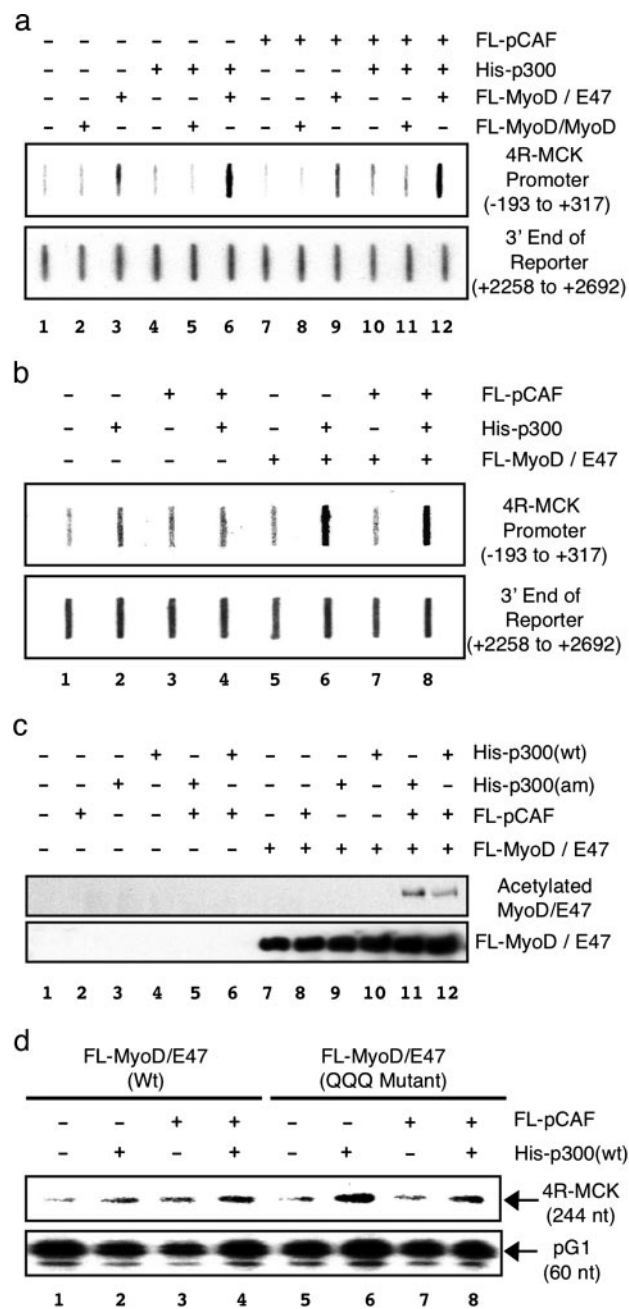 a
– – – – – – + + + + + + FL-pCAF
– – – + + + – – – + + + His-p300
– – + – – + – – + – – + FL-MyoD / E47
– + – – + – – + – – + – FL-MyoD/MyoD
4R-MCK
Promoter
(-193 to +317)
3' End of
Reporter
(+2258 to +2692)
1 2 3 4 5 6 7 8 9 10 11 12
b
– – + + – – + + FL-pCAF
– + – + – + – + His-p300
– – – – + + + + FL-MyoD / E47
4R-MCK
Promoter
(-193 to +317)
3' End of
Reporter
(+2258 to +2692)
1 2 3 4 5 6 7 8
c
– – – + – + – – – + – + His-p300(wt)
– – + – + – – – + – + – His-p300(am)
– + – – + + – + – – + + FL-pCAF
– – – – – – + + + + + + FL-MyoD / E47
Acetylated
MyoD/E47
FL-MyoD / E47
1 2 3 4 5 6 7 8 9 10 11 12
d
FL-MyoD/E47
(Wt)
FL-MyoD/E47
(QQQ Mutant)
– – + + – – + + FL-pCAF
– + – + – + – + His-p300(wt)
4R-MCK
(244 nt)
pG1
(60 nt)
1 2 3 4 5 6 7 8